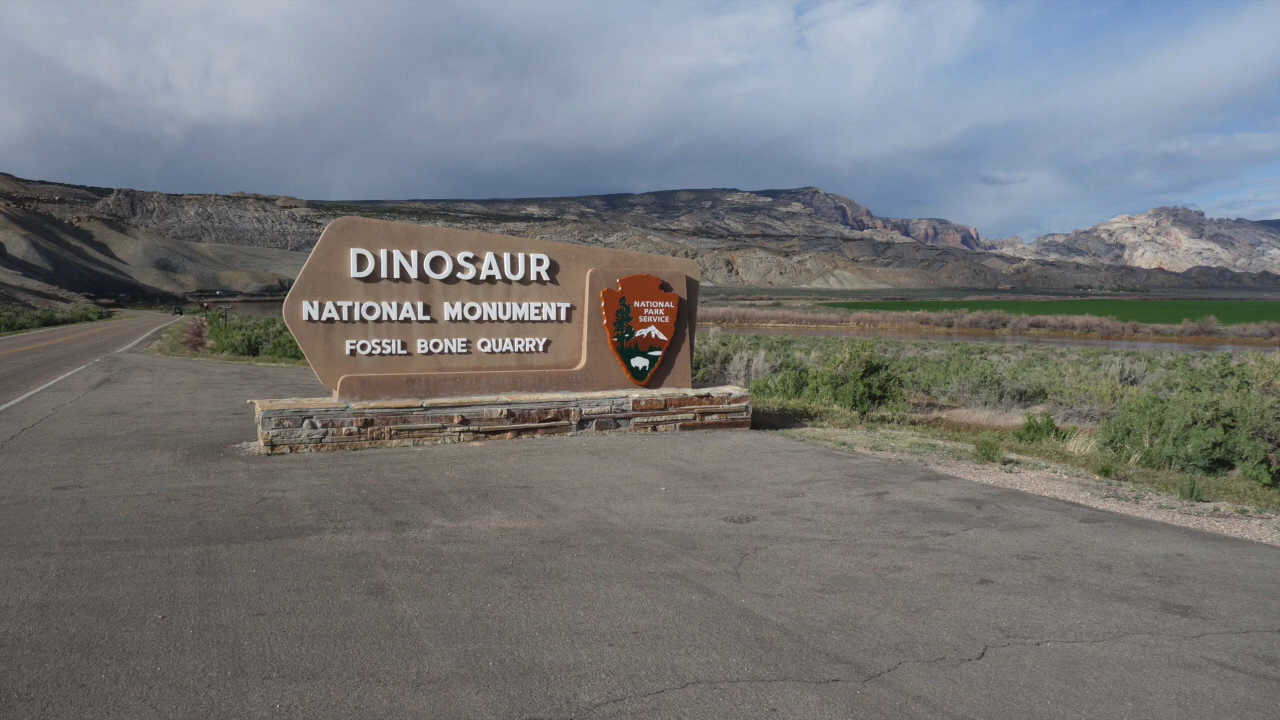 DINOSAUR
NATIONAL MONUMENT
FOSSIL BONE QUARRY
NATIONAL
PARK
SERVICE